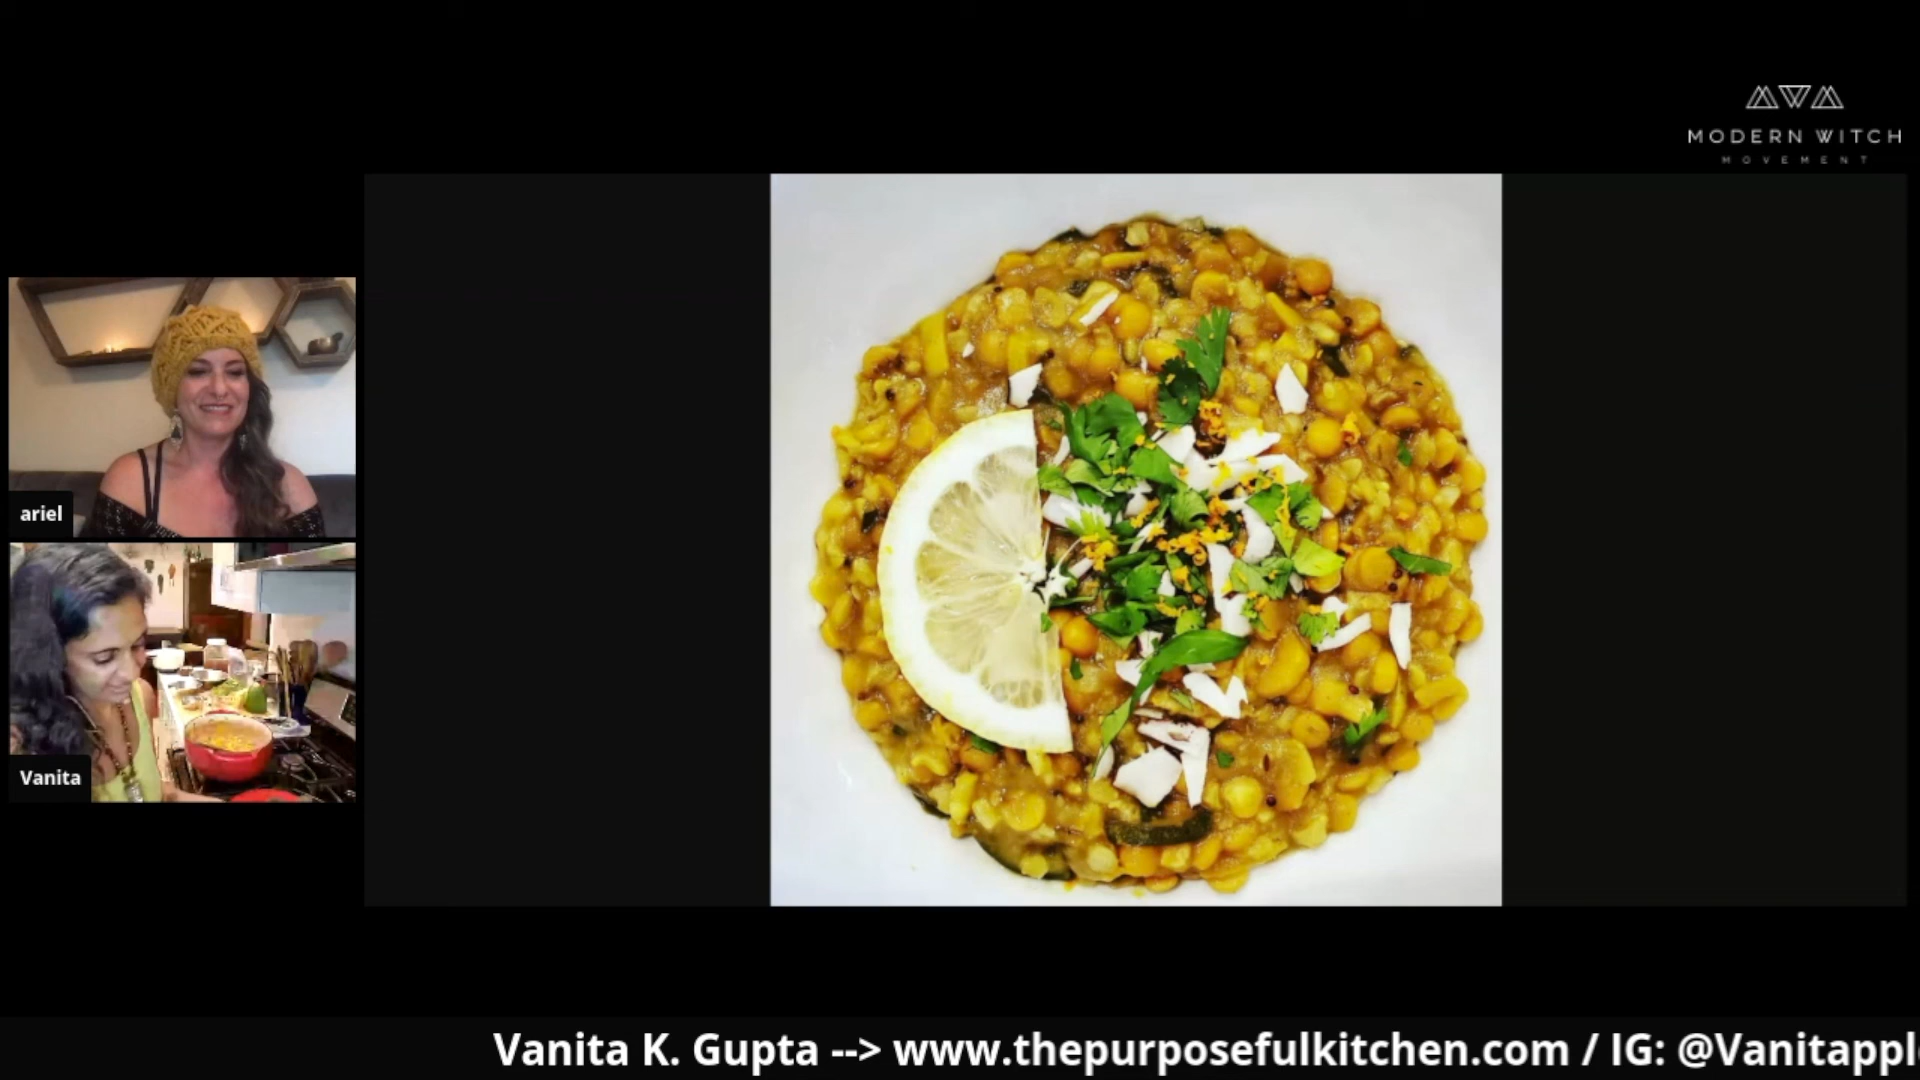 MODERN WITCH
MOVEMENT
ariel
Vanita
Vanita K. Gupta --> www.thepurposefulkitchen.com / IG: @Vanitappl